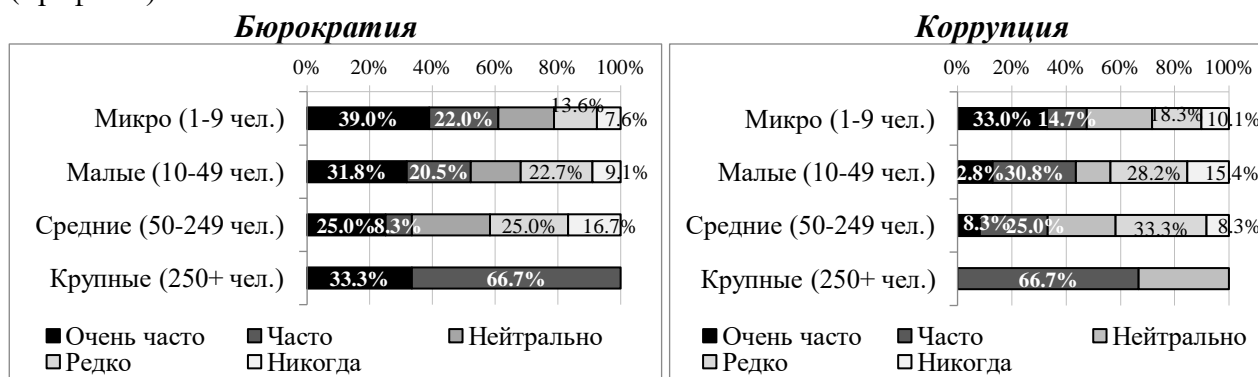 Бюрократия
0% 20% 40% 60% 80% 100%
Микро (1-9 чел.) 39.0% 22.0% 13.6% 7.6%
Малые (10-49 чел.) 31.8% 20.5% 22.7% 9.1%
Средние (50-249 чел.) 25.0% 8.3% 25.0% 16.7%
Крупные (250+ чел.) 33.3% 66.7%
Очень часто Часто Нейтрально
Редко Никогда
Коррупция
0% 20% 40% 60% 80% 100%
Микро (1-9 чел.) 33.0% 14.7% 18.3% 10.1%
Малые (10-49 чел.) 2.8% 30.8% 28.2% 15.4%
Средние (50-249 чел.) 8.3% 25.0% 33.3% 8.3%
Крупные (250+ чел.) 66.7%
Очень часто Часто Нейтрально
Редко Никогда